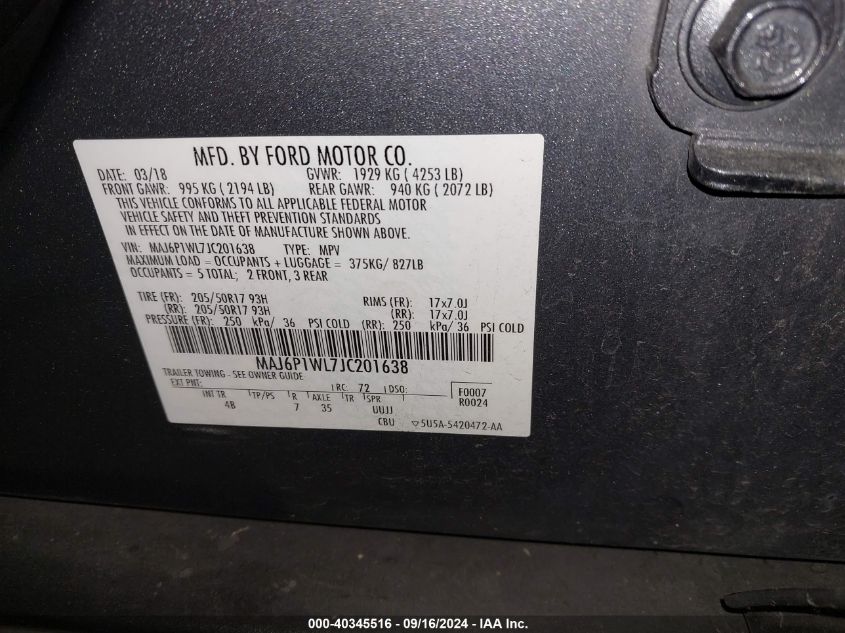 MFD. BY FORD MOTOR CO.
DATE: 03/18 GVWR: 1929 KG ( 4253 LB)
FRONT GAWR: 995 KG ( 2194 LB) REAR GAWR: 940 KG ( 2072 LB)
THIS VEHICLE CONFORMS TO ALL APPLICABLE FEDERAL MOTOR
VEHICLE SAFETY AND THEFT PREVENTION STANDARDS
IN EFFECT ON THE DATE OF MANUFACTURE SHOWN ABOVE.
VIN: MAJ6P1WL7JC201638 TYPE: MPV
MAXIMUM LOAD = OCCUPANTS + LUGGAGE = 375KG/ 827LB
OCCUPANTS = 5 TOTAL; 2 FRONT, 3 REAR
TIRE (FR): 205/50R17 93H RIMS (FR): 17x7.0J
(RR): 205/50R17 93H (RR): 17x7.0J
PRESSURE (FR): 250 kPa/ 36 PSI COLD (RR): 250 kPa/ 36 PSI COLD
MAJ6P1WL7JC201638
TRAILER TOWING - SEE OWNER GUIDE
EXT PNT: RC: 72 DSO: F0007
INT TR TP/PS R AXLE TR SPR R0024
4B 7 35 UUJJ
CBU ▽5U5A-5420472-AA
000-40345516 - 09/16/2024 - IAA Inc.